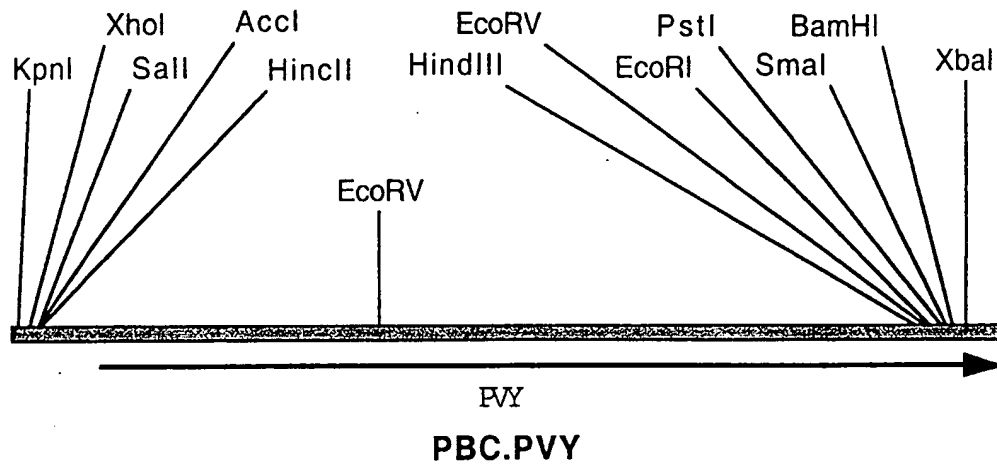 XhoI AccI EcoRV PstI BamHI
KpnI SalI HincII HindIII EcoRI SmaI XbaI
EcoRV
PVY
PBC.PVY